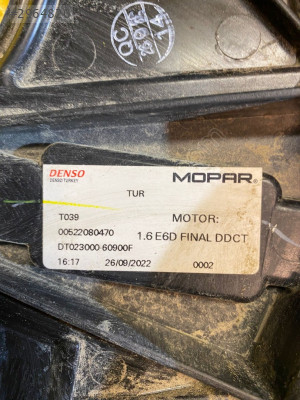 QC
DENSO
DENSO TURKEY
MOPAR
TUR
T039
MOTOR:
00522080470
1.6 E6D FINAL DDCT
DT023000-60900F
16:17
26/09/2022
0002